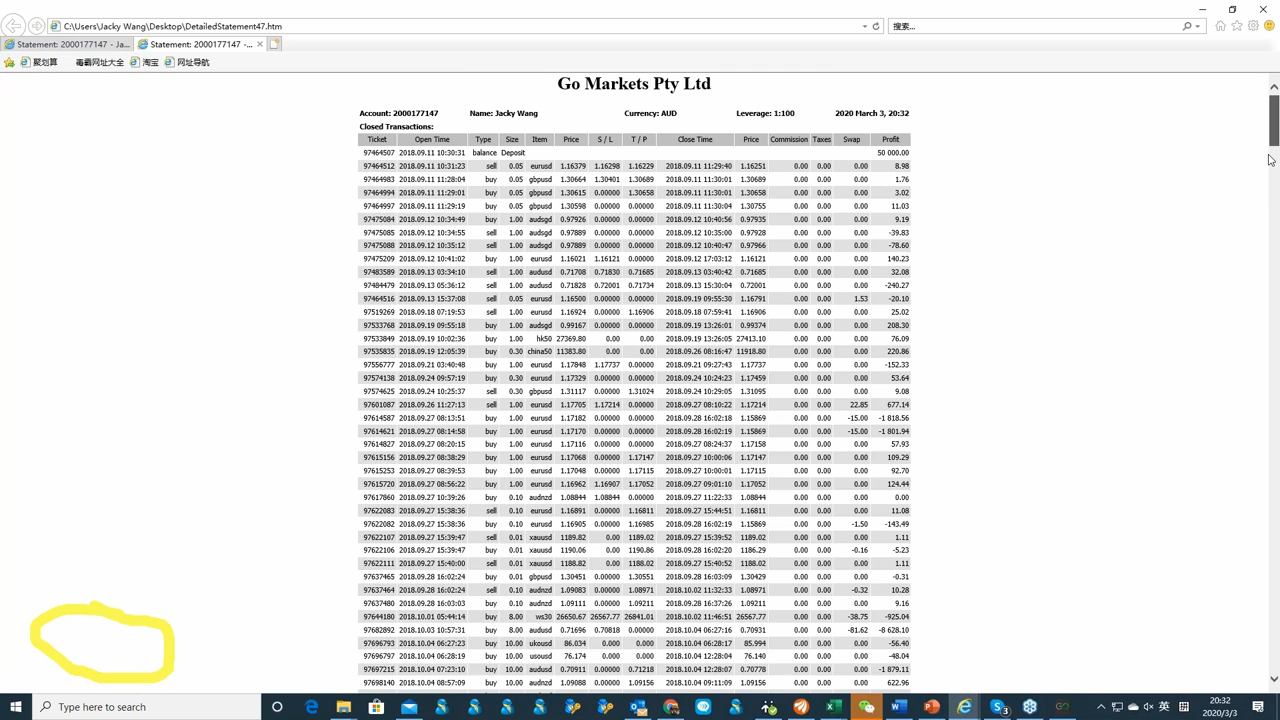 C:\Users\Jacky Wang\Desktop\DetailedStatement47.htm
搜索...
Statement: 2000177147 - Ja...
Statement: 2000177147 -...
聚划算 毒霸网址大全 淘宝 网址导航
Go Markets Pty Ltd
Account: 2000177147 Name: Jacky Wang Currency: AUD Leverage: 1:100 2020 March 3, 20:32
Closed Transactions:
Ticket Open Time Type Size Item Price S / L T / P Close Time Price Commission Taxes Swap Profit
97464507 2018.09.11 10:30:31 balance Deposit 50 000.00
97464512 2018.09.11 10:31:23 sell 0.05 eurusd 1.16379 1.16298 1.16229 2018.09.11 11:29:40 1.16251 0.00 0.00 0.00 8.98
97464983 2018.09.11 11:28:04 buy 0.05 gbpusd 1.30664 1.30401 1.30689 2018.09.11 11:30:01 1.30689 0.00 0.00 0.00 1.76
97464994 2018.09.11 11:29:01 buy 0.05 gbpusd 1.30615 0.00000 1.30658 2018.09.11 11:30:01 1.30658 0.00 0.00 0.00 3.02
97464997 2018.09.11 11:29:19 buy 0.05 gbpusd 1.30598 0.00000 0.00000 2018.09.11 11:30:04 1.30755 0.00 0.00 0.00 11.03
97475084 2018.09.12 10:34:49 buy 1.00 audsgd 0.97926 0.00000 0.00000 2018.09.12 10:40:56 0.97935 0.00 0.00 0.00 9.19
97475085 2018.09.12 10:34:55 sell 1.00 audsgd 0.97889 0.00000 0.00000 2018.09.12 10:35:00 0.97928 0.00 0.00 0.00 -39.83
97475088 2018.09.12 10:35:12 sell 1.00 audsgd 0.97889 0.00000 0.00000 2018.09.12 10:40:47 0.97966 0.00 0.00 0.00 -78.60
97475209 2018.09.12 10:41:02 buy 1.00 eurusd 1.16021 1.16121 0.00000 2018.09.12 17:03:12 1.16121 0.00 0.00 0.00 140.23
97483589 2018.09.13 03:34:10 sell 1.00 audusd 0.71708 0.71830 0.71685 2018.09.13 03:40:42 0.71685 0.00 0.00 0.00 32.08
97484479 2018.09.13 05:36:12 sell 1.00 audusd 0.71828 0.72001 0.71734 2018.09.13 15:30:04 0.72001 0.00 0.00 0.00 -240.27
97464516 2018.09.13 15:37:08 sell 0.05 eurusd 1.16500 0.00000 0.00000 2018.09.19 09:55:30 1.16791 0.00 0.00 1.53 -20.10
97519269 2018.09.18 07:19:53 sell 1.00 eurusd 1.16924 0.00000 1.16906 2018.09.18 07:59:41 1.16906 0.00 0.00 0.00 25.02
97533768 2018.09.19 09:55:18 buy 1.00 audsgd 0.99167 0.00000 0.00000 2018.09.19 13:26:01 0.99374 0.00 0.00 0.00 208.30
97533849 2018.09.19 10:02:36 buy 1.00 hk50 27369.80 0.00 0.00 2018.09.19 13:26:05 27413.10 0.00 0.00 0.00 76.09
97535835 2018.09.19 12:05:39 buy 0.30 china50 11383.80 0.00 0.00 2018.09.26 08:16:47 11918.80 0.00 0.00 0.00 220.86
97556777 2018.09.21 03:40:48 buy 1.00 eurusd 1.17848 1.17737 0.00000 2018.09.21 09:27:43 1.17737 0.00 0.00 0.00 -152.33
97574138 2018.09.24 09:57:19 buy 0.30 eurusd 1.17329 0.00000 0.00000 2018.09.24 10:24:23 1.17459 0.00 0.00 0.00 53.64
97574625 2018.09.24 10:25:37 sell 0.30 gbpusd 1.31117 0.00000 1.31024 2018.09.24 10:29:05 1.31095 0.00 0.00 0.00 9.08
97601087 2018.09.26 11:27:13 sell 1.00 eurusd 1.17705 1.17214 0.00000 2018.09.27 08:10:22 1.17214 0.00 0.00 22.85 677.14
97614587 2018.09.27 08:13:51 buy 1.00 eurusd 1.17182 0.00000 0.00000 2018.09.28 16:02:18 1.15869 0.00 0.00 -15.00 -1 818.56
97614621 2018.09.27 08:14:58 buy 1.00 eurusd 1.17170 0.00000 0.00000 2018.09.28 16:02:19 1.15869 0.00 0.00 -15.00 -1 801.94
97614827 2018.09.27 08:20:15 buy 1.00 eurusd 1.17116 0.00000 0.00000 2018.09.27 08:24:37 1.17158 0.00 0.00 0.00 57.93
97615156 2018.09.27 08:38:29 buy 1.00 eurusd 1.17068 0.00000 1.17147 2018.09.27 10:00:06 1.17147 0.00 0.00 0.00 109.29
97615253 2018.09.27 08:39:53 buy 1.00 eurusd 1.17048 0.00000 1.17115 2018.09.27 10:00:01 1.17115 0.00 0.00 0.00 92.70
97615720 2018.09.27 08:56:22 buy 1.00 eurusd 1.16962 1.16907 1.17052 2018.09.27 09:01:10 1.17052 0.00 0.00 0.00 124.44
97617860 2018.09.27 10:39:26 buy 0.10 audnzd 1.08844 1.08844 0.00000 2018.09.27 11:22:33 1.08844 0.00 0.00 0.00 0.00
97622083 2018.09.27 15:38:36 sell 0.10 eurusd 1.16891 0.00000 1.16811 2018.09.27 15:44:51 1.16811 0.00 0.00 0.00 11.08
97622082 2018.09.27 15:38:36 buy 0.10 eurusd 1.16905 0.00000 1.16985 2018.09.28 16:02:19 1.15869 0.00 0.00 -1.50 -143.49
97622107 2018.09.27 15:39:47 sell 0.01 xauusd 1189.82 0.00 1189.02 2018.09.27 15:39:52 1189.02 0.00 0.00 0.00 1.11
97622106 2018.09.27 15:39:47 buy 0.01 xauusd 1190.06 0.00 1190.86 2018.09.28 16:02:20 1186.29 0.00 0.00 -0.16 -5.23
97622111 2018.09.27 15:40:00 sell 0.01 xauusd 1188.82 0.00 1188.02 2018.09.27 15:40:52 1188.02 0.00 0.00 0.00 1.11
97637465 2018.09.28 16:02:24 buy 0.01 gbpusd 1.30451 0.00000 1.30551 2018.09.28 16:03:09 1.30429 0.00 0.00 0.00 -0.31
97637464 2018.09.28 16:02:24 sell 0.10 audnzd 1.09083 0.00000 1.08971 2018.10.02 11:32:33 1.08971 0.00 0.00 -0.32 10.28
97637480 2018.09.28 16:03:03 buy 0.10 audnzd 1.09111 0.00000 1.09211 2018.09.28 16:37:26 1.09211 0.00 0.00 0.00 9.16
97644180 2018.10.01 05:44:14 buy 8.00 ws30 26650.67 26567.77 26841.01 2018.10.02 11:46:51 26567.77 0.00 0.00 -38.75 -925.04
97682892 2018.10.03 10:57:31 buy 8.00 audusd 0.71696 0.70818 0.00000 2018.10.04 06:27:16 0.70931 0.00 0.00 -81.62 -8 628.10
97696793 2018.10.04 06:27:23 buy 10.00 ukousd 86.034 0.000 0.000 2018.10.04 06:28:17 85.994 0.00 0.00 0.00 -56.40
97696797 2018.10.04 06:28:19 buy 10.00 usousd 76.174 0.000 0.000 2018.10.04 12:28:04 76.140 0.00 0.00 0.00 -48.04
97697215 2018.10.04 07:23:10 buy 10.00 audusd 0.70911 0.00000 0.71218 2018.10.04 12:28:07 0.70778 0.00 0.00 0.00 -1 879.11
97698140 2018.10.04 08:57:09 buy 10.00 audnzd 1.09088 0.00000 1.09156 2018.10.04 09:11:09 1.09156 0.00 0.00 0.00 622.96
Type here to search
英
20:32
2020/3/3